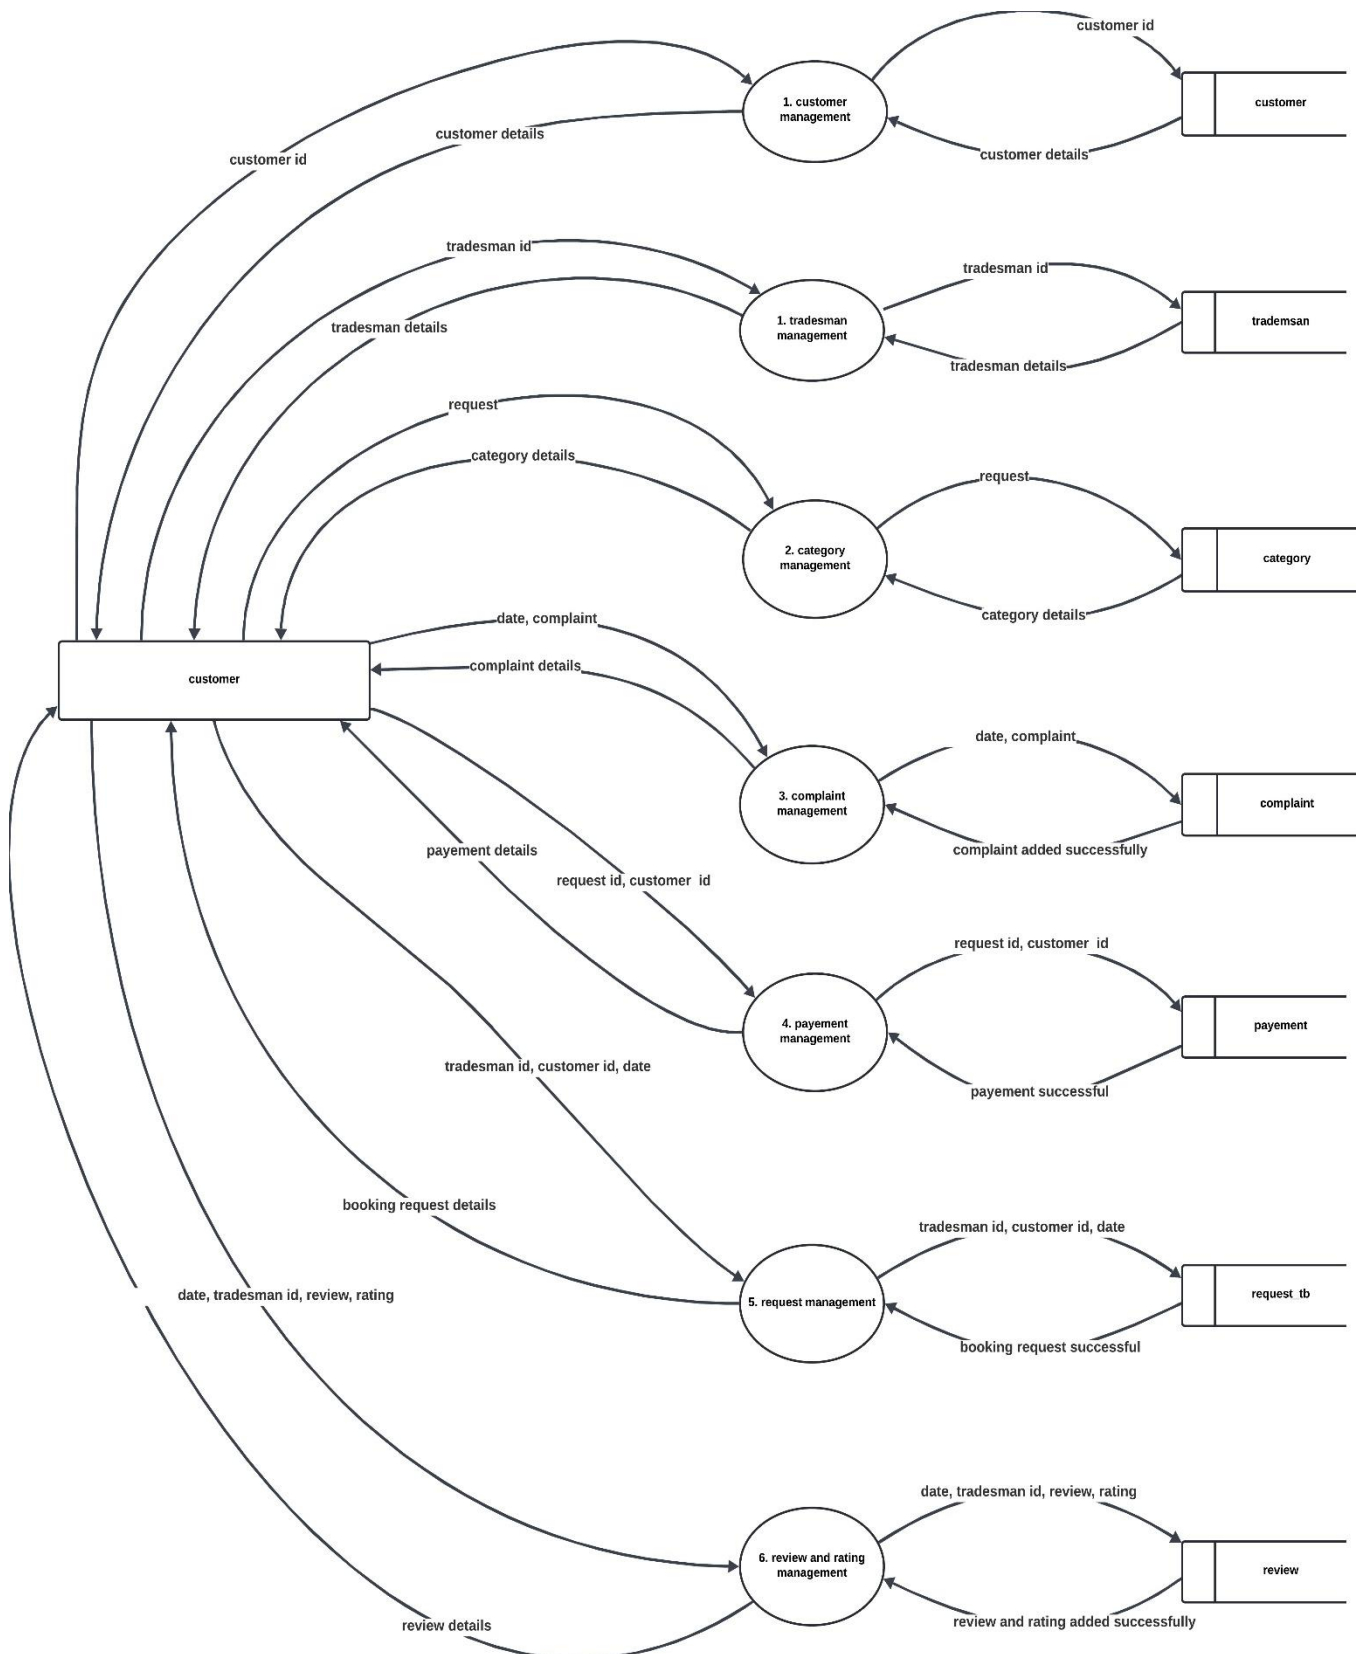 customer id
1. customer
management
customer
customer details
customer id
customer details
tradesman id
tradesman id
1. tradesman
management
trademsan
tradesman details
tradesman details
request
category details
request
2. category
management
category
category details
date, complaint
complaint details
customer
date, complaint
3. complaint
management
complaint
complaint added successfully
payement details
request id, customer  id
request id, customer  id
4. payement
management
payement
payement successful
tradesman id, customer id, date
booking request details
tradesman id, customer id, date
5. request management
request  tb
booking request successful
date, tradesman id, review, rating
date, tradesman id, review, rating
6. review and rating
management
review
review and rating added successfully
review details